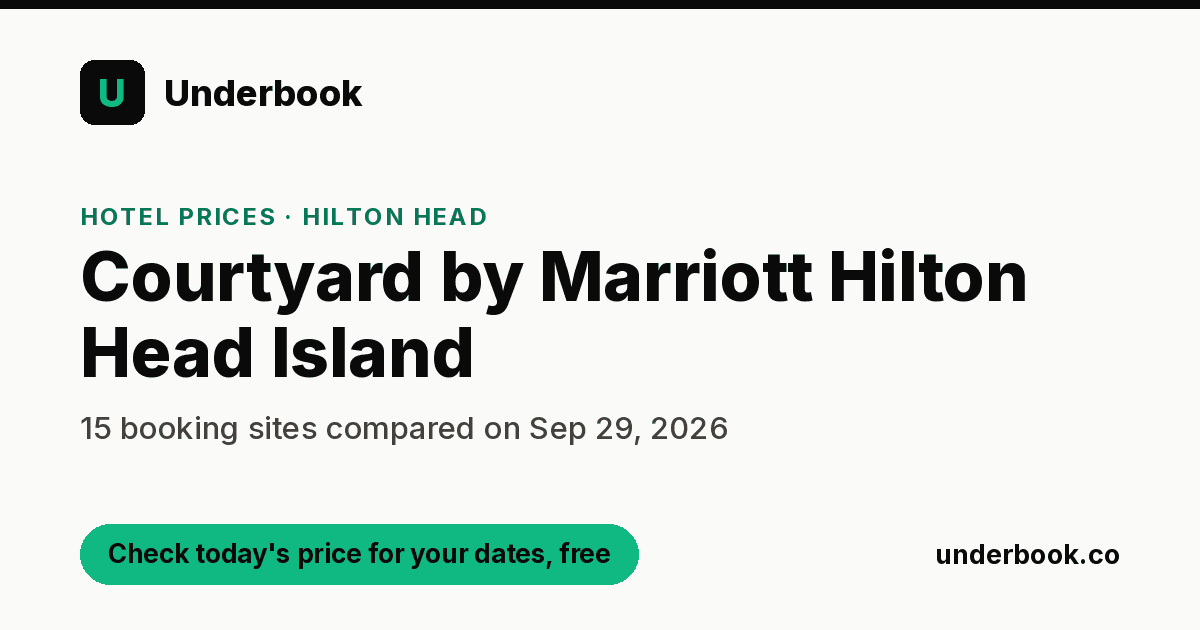 U Underbook
HOTEL PRICES · HILTON HEAD
Courtyard by Marriott Hilton
Head Island
15 booking sites compared on Sep 29, 2026
Check today's price for your dates, free
underbook.co